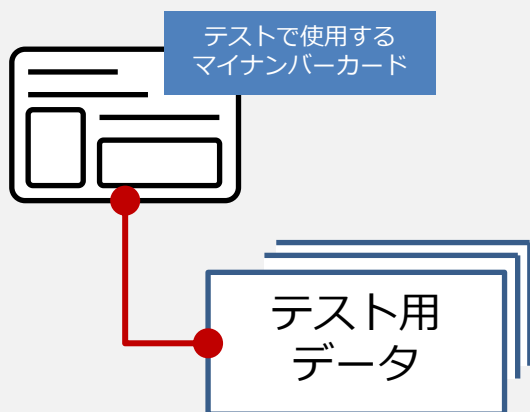 テストで使用する
マイナンバーカード
テスト用
データ